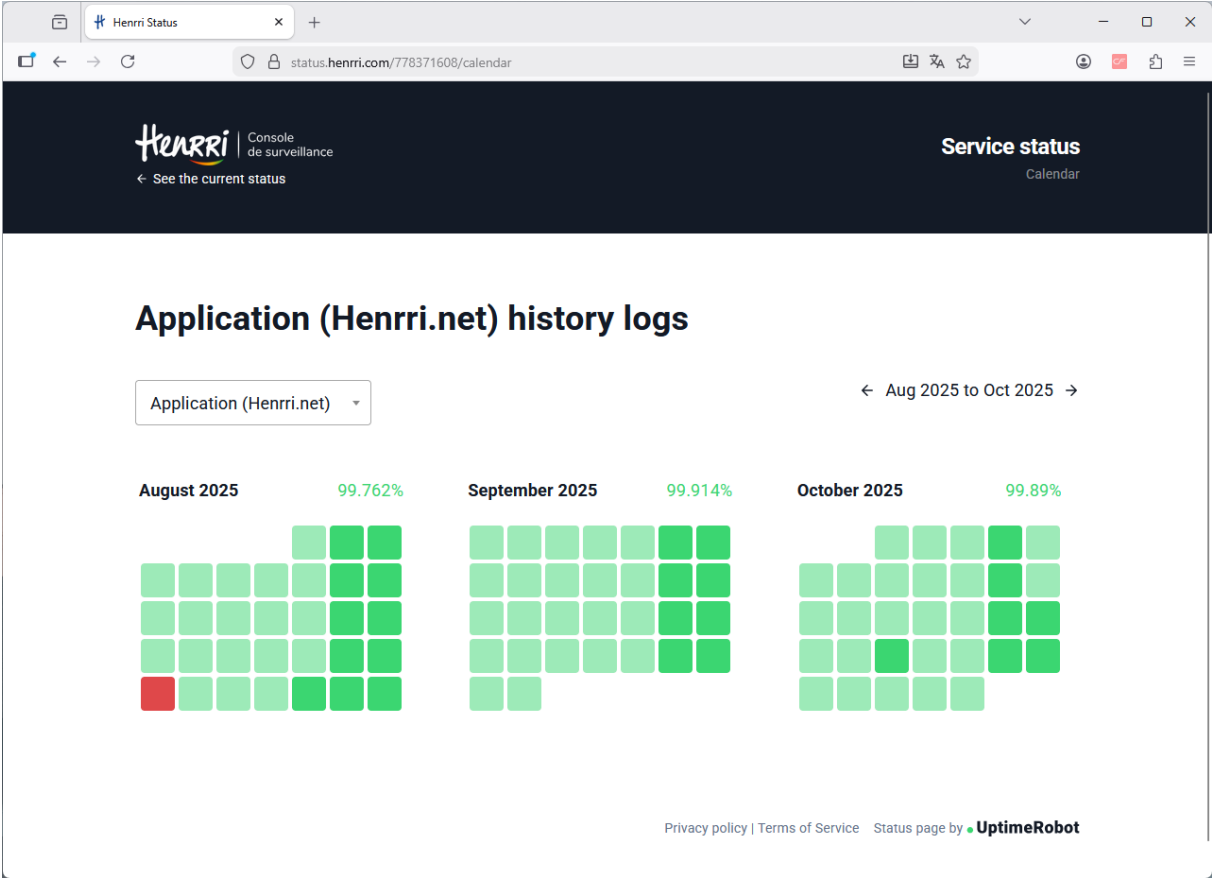 Henrri Status
status.henrri.com/778371608/calendar
HENRRI
Console
de surveillance
← See the current status
Service status
Calendar
Application (Henrri.net) history logs
Application (Henrri.net)
← Aug 2025 to Oct 2025 →
August 2025 99.762%
September 2025 99.914%
October 2025 99.89%
Privacy policy | Terms of Service Status page by UptimeRobot